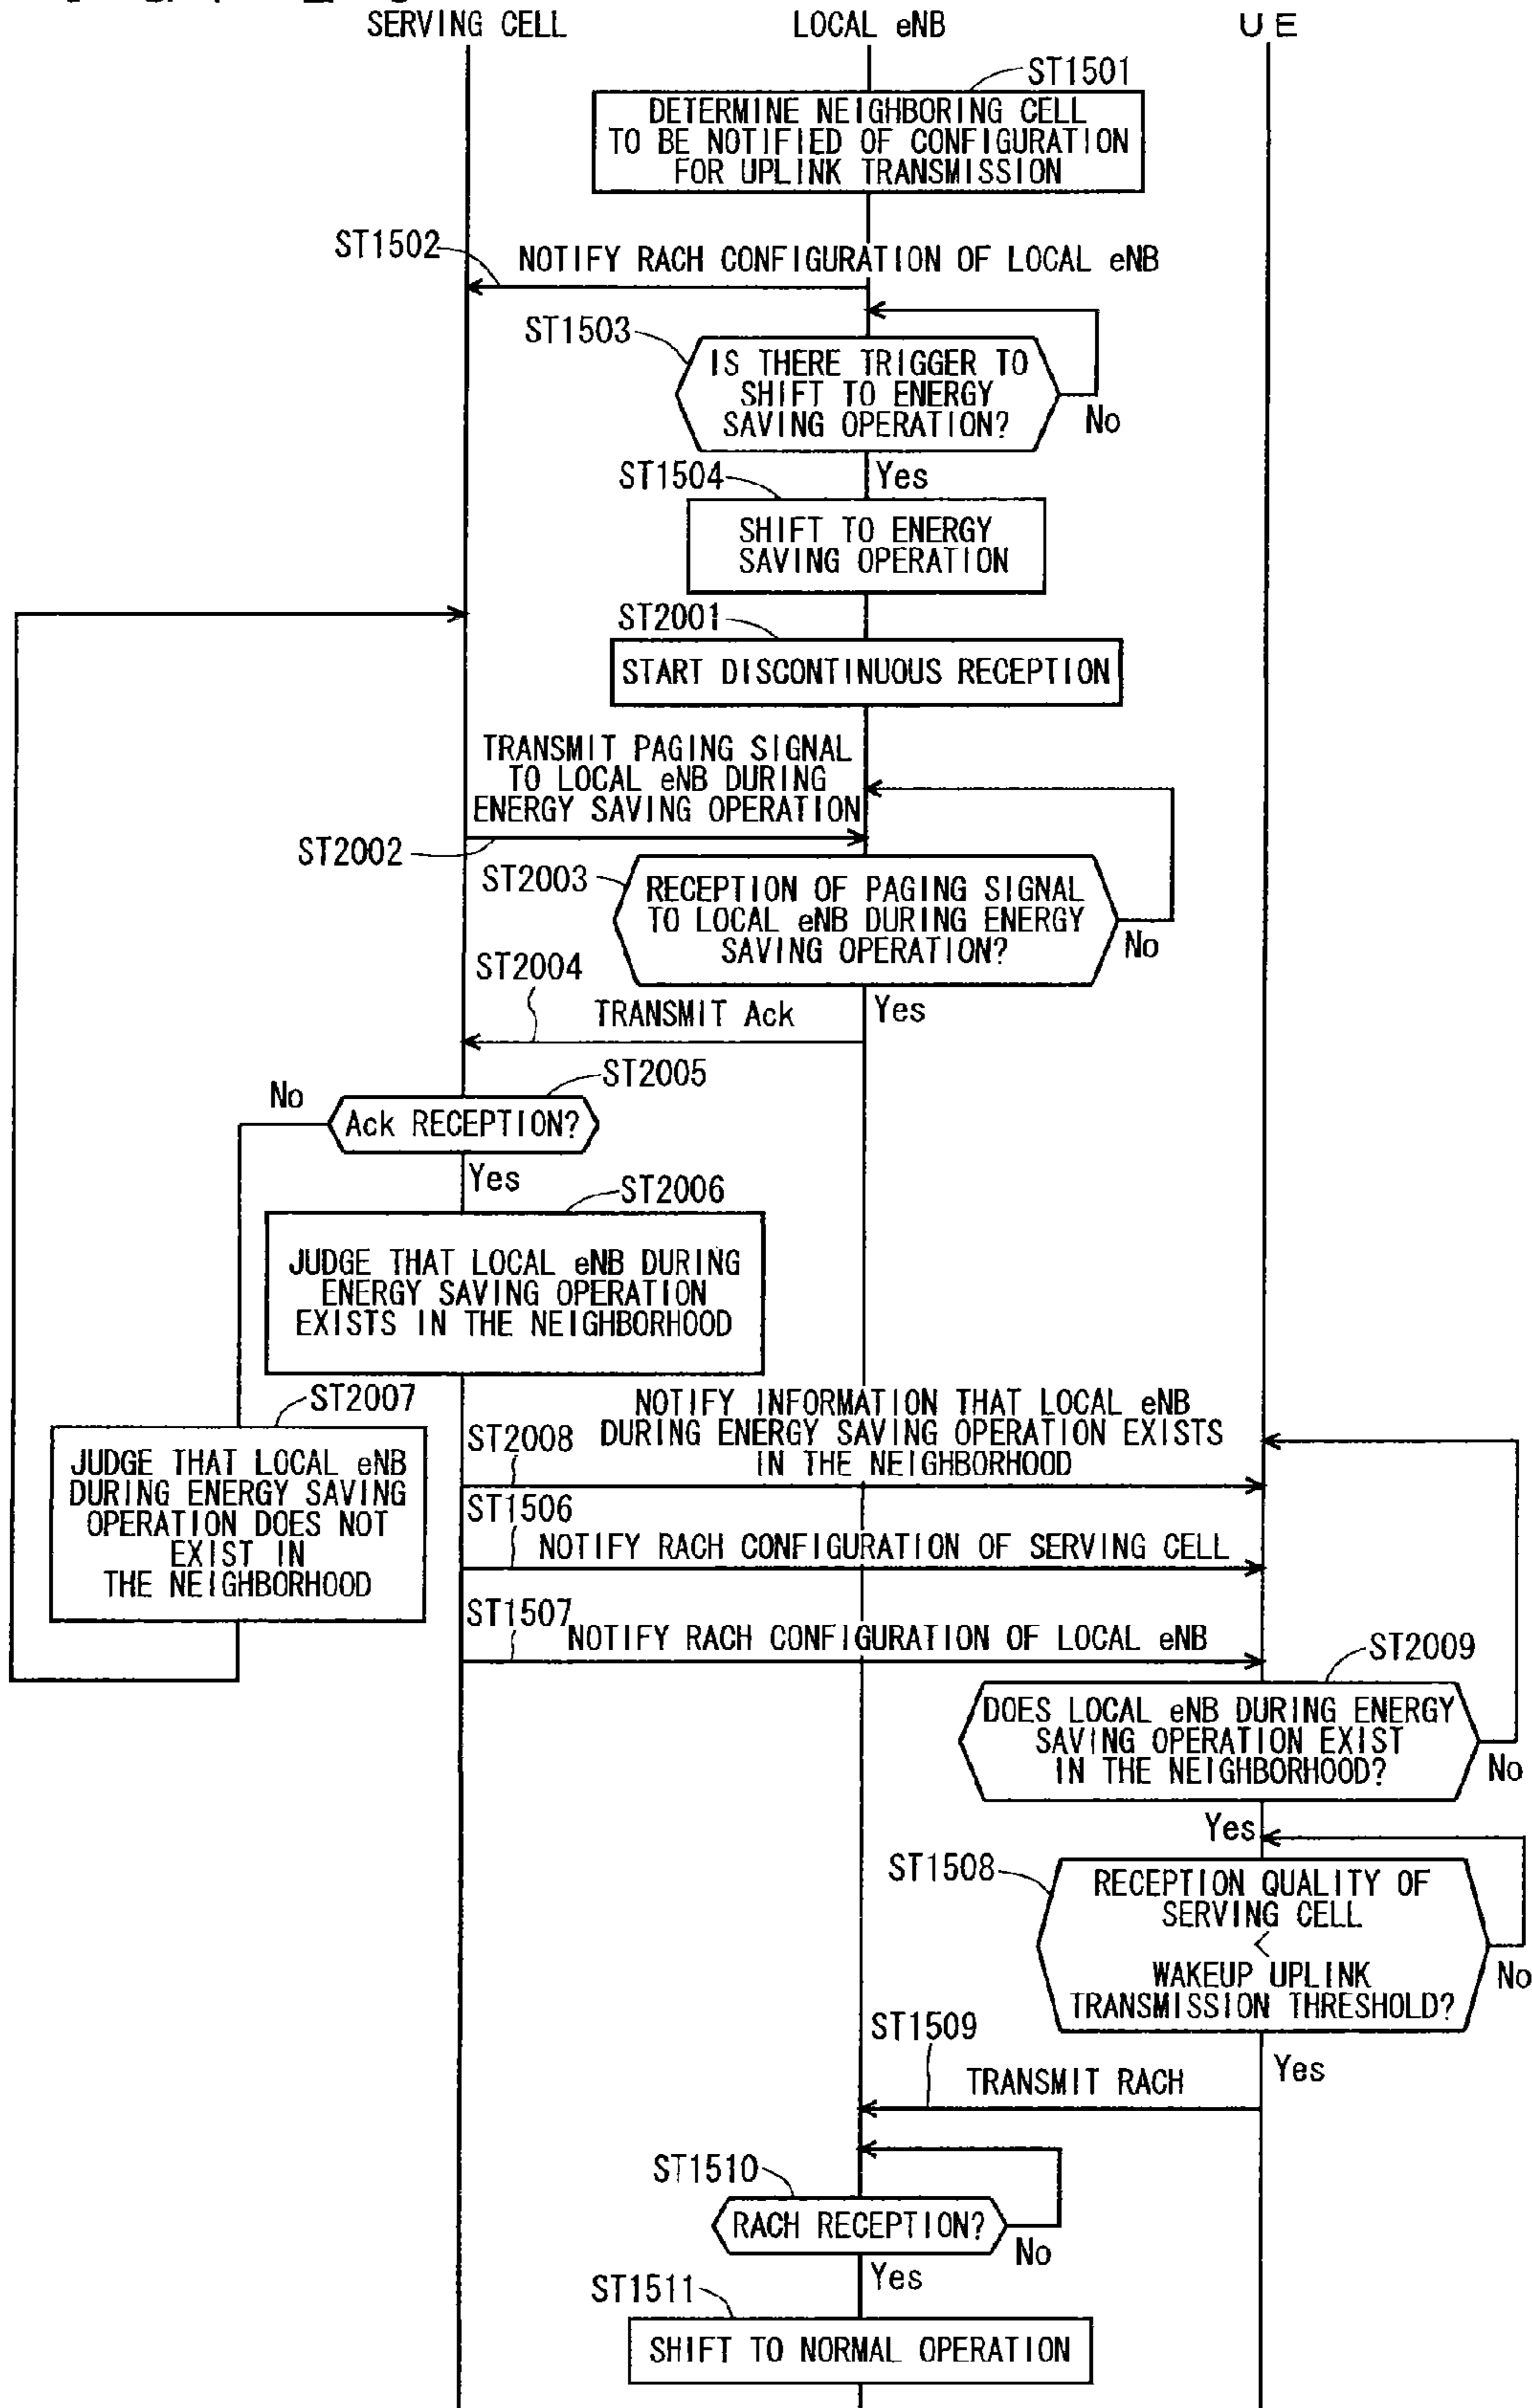 SERVING CELL
LOCAL eNB
UE
ST1501
DETERMINE NEIGHBORING CELL
TO BE NOTIFIED OF CONFIGURATION
FOR UPLINK TRANSMISSION
ST1502
NOTIFY RACH CONFIGURATION OF LOCAL eNB
ST1503
IS THERE TRIGGER TO
SHIFT TO ENERGY
SAVING OPERATION?
No
Yes
ST1504
SHIFT TO ENERGY
SAVING OPERATION
ST2001
START DISCONTINUOUS RECEPTION
TRANSMIT PAGING SIGNAL
TO LOCAL eNB DURING
ENERGY SAVING OPERATION
ST2002
ST2003
RECEPTION OF PAGING SIGNAL
TO LOCAL eNB DURING ENERGY
SAVING OPERATION?
No
Yes
ST2004
TRANSMIT Ack
ST2005
No
Ack RECEPTION?
Yes
ST2006
JUDGE THAT LOCAL eNB DURING
ENERGY SAVING OPERATION
EXISTS IN THE NEIGHBORHOOD
ST2007
JUDGE THAT LOCAL eNB
DURING ENERGY SAVING
OPERATION DOES NOT
EXIST IN
THE NEIGHBORHOOD
ST2008
NOTIFY INFORMATION THAT LOCAL eNB
DURING ENERGY SAVING OPERATION EXISTS
IN THE NEIGHBORHOOD
ST1506
NOTIFY RACH CONFIGURATION OF SERVING CELL
ST1507
NOTIFY RACH CONFIGURATION OF LOCAL eNB
ST2009
DOES LOCAL eNB DURING ENERGY
SAVING OPERATION EXIST
IN THE NEIGHBORHOOD?
No
Yes
ST1508
RECEPTION QUALITY OF
SERVING CELL
<
WAKEUP UPLINK
TRANSMISSION THRESHOLD?
No
Yes
ST1509
TRANSMIT RACH
ST1510
RACH RECEPTION?
No
Yes
ST1511
SHIFT TO NORMAL OPERATION